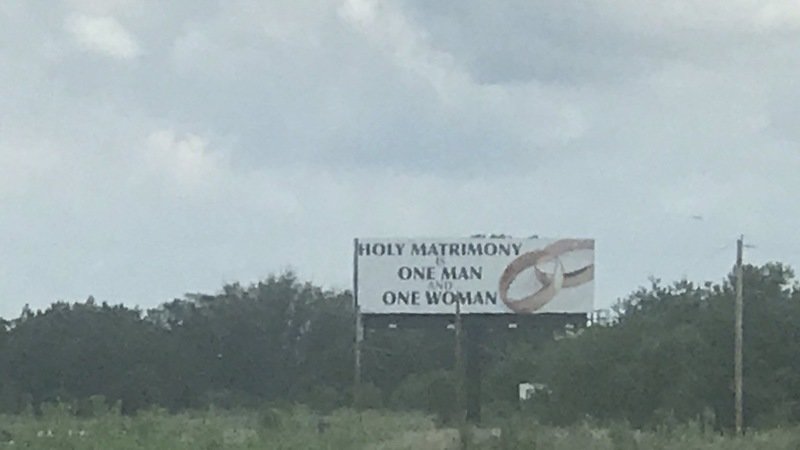 HOLY MATRIMONY
IS
ONE MAN
AND
ONE WOMAN